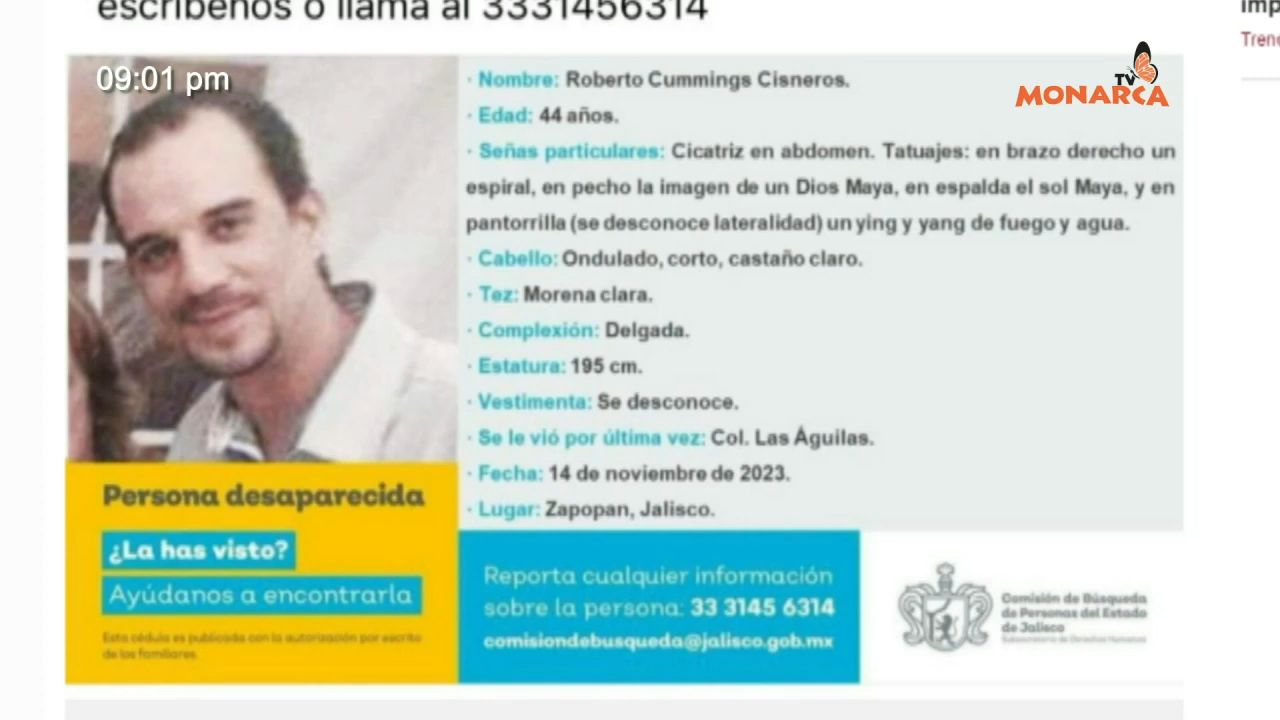 escríbenos o llama al 3331456314
imp
Trend
09:01 pm
TV
MONARCA
· Nombre: Roberto Cummings Cisneros.
· Edad: 44 años.
· Señas particulares: Cicatriz en abdomen. Tatuajes: en brazo derecho un
espiral, en pecho la imagen de un Dios Maya, en espalda el sol Maya, y en
pantorrilla (se desconoce lateralidad) un ying y yang de fuego y agua.
· Cabello: Ondulado, corto, castaño claro.
· Tez: Morena clara.
· Complexión: Delgada.
· Estatura: 195 cm.
· Vestimenta: Se desconoce.
· Se le vió por última vez: Col. Las Águilas.
· Fecha: 14 de noviembre de 2023.
· Lugar: Zapopan, Jalisco.
Persona desaparecida
¿La has visto?
Ayúdanos a encontrarla
Esta cédula es publicada con la autorización por escrito
de los familiares.
Reporta cualquier información
sobre la persona: 33 3145 6314
comisiondebusqueda@jalisco.gob.mx
Comisión de Búsqueda
de Personas del Estado
de Jalisco
Subsecretaría de Derechos Humanos